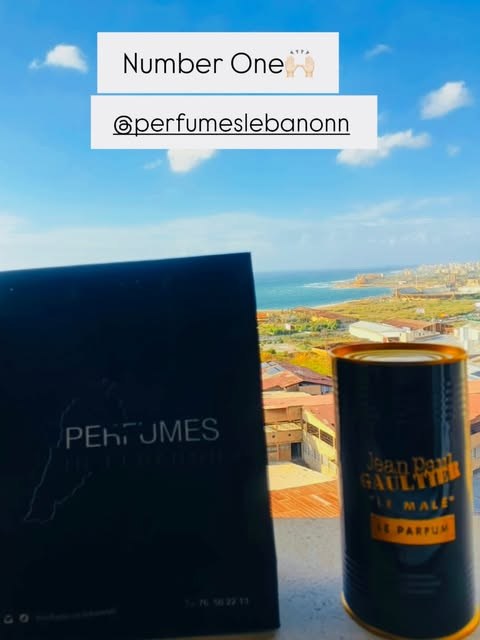 Number One🙌🏻
@perfumeslebanonn
PERFUMES
Jean Paul
GAULTIER
"LE MALE"
LE PARFUM